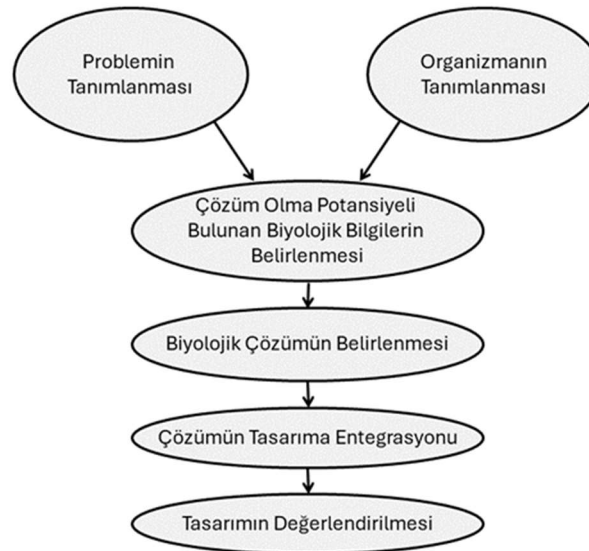 Problemin
Tanımlanması
Organizmanın
Tanımlanması
Çözüm Olma Potansiyeli
Bulunan Biyolojik Bilgilerin
Belirlenmesi
Biyolojik Çözümün Belirlenmesi
Çözümün Tasarıma Entegrasyonu
Tasarımın Değerlendirilmesi